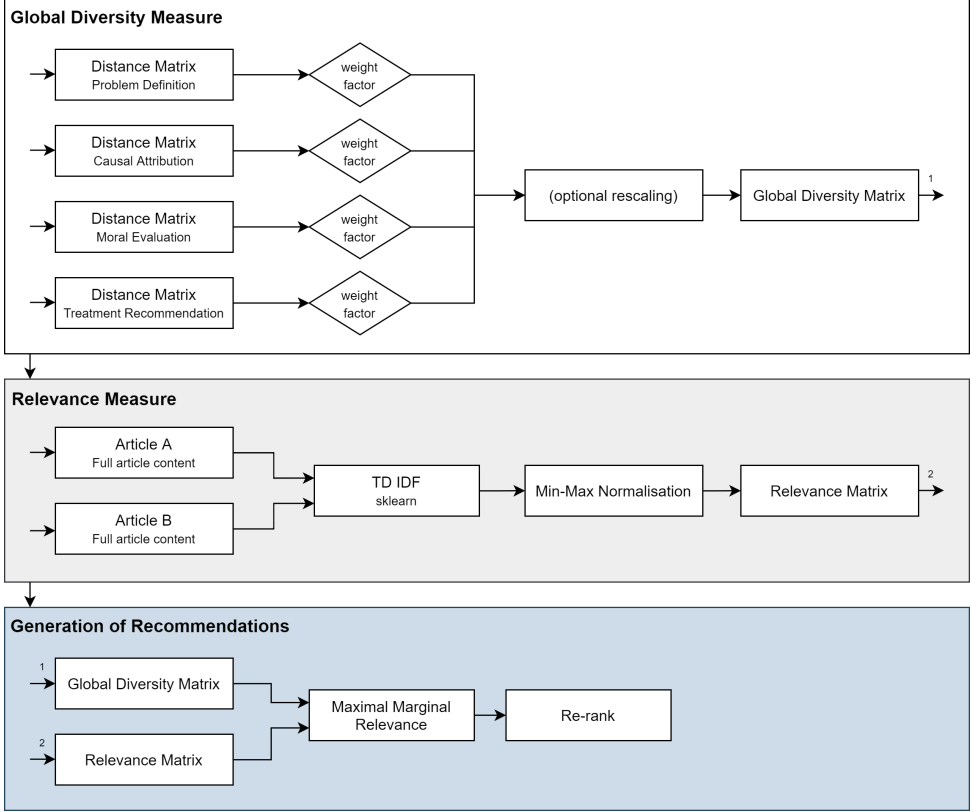 Global Diversity Measure
Distance Matrix
Problem Definition
weight
factor
Distance Matrix
Causal Attribution
weight
factor
Distance Matrix
Moral Evaluation
weight
factor
Distance Matrix
Treatment Recommendation
weight
factor
(optional rescaling)
Global Diversity Matrix
1
Relevance Measure
Article A
Full article content
Article B
Full article content
TD IDF
sklearn
Min-Max Normalisation
Relevance Matrix
2
Generation of Recommendations
1
Global Diversity Matrix
2
Relevance Matrix
Maximal Marginal
Relevance
Re-rank